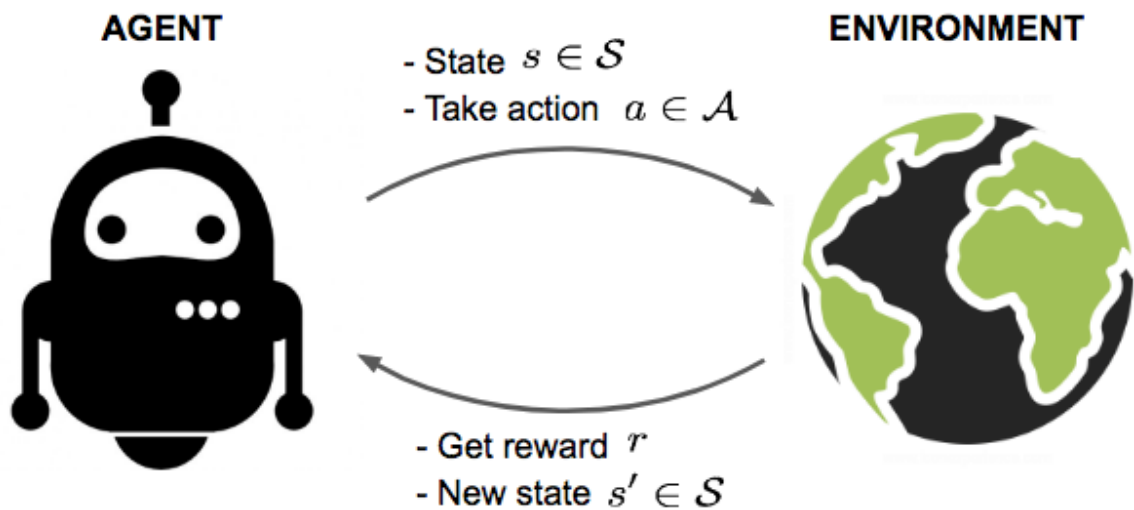 AGENT
ENVIRONMENT
- State s ∈ 𝒮
- Take action a ∈ 𝒜
- Get reward r
- New state s′ ∈ 𝒮